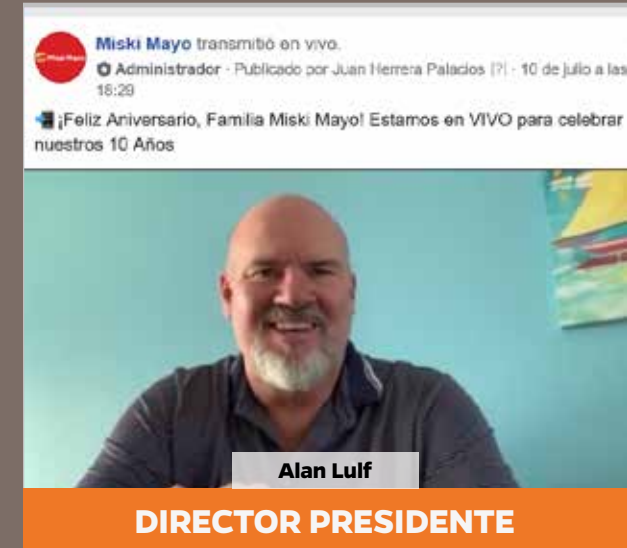 Miski Mayo transmitió en vivo.
Administrador · Publicado por Juan Herrera Palacios [?] · 10 de julio a las
18:29
¡Feliz Aniversario, Familia Miski Mayo! Estamos en VIVO para celebrar
nuestros 10 Años
Alan Lulf
DIRECTOR PRESIDENTE